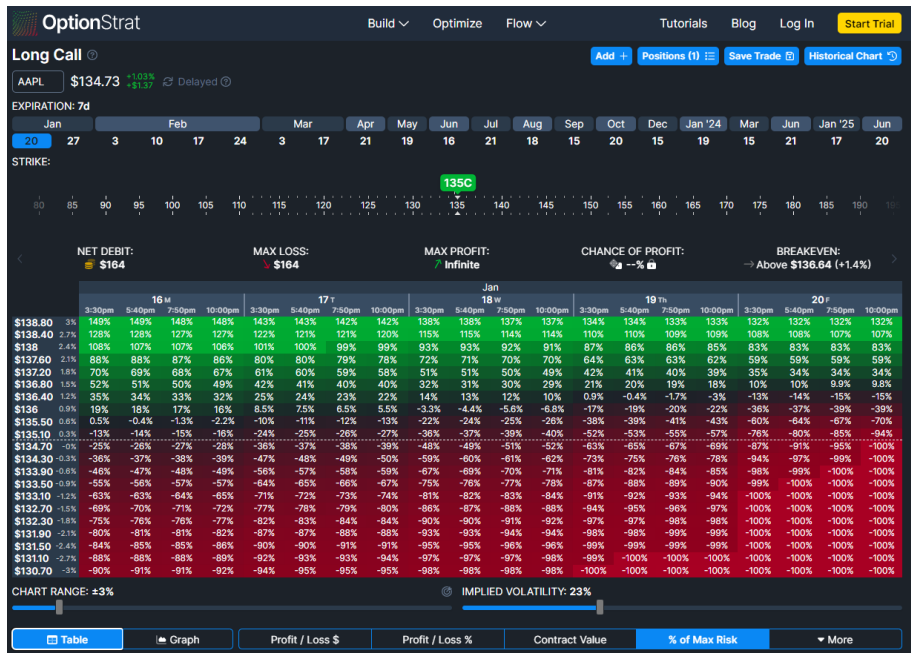 OptionStrat Build Optimize Flow Tutorials Blog Log In Start Trial
Long Call Add + Positions (1) Save Trade Historical Chart
AAPL $134.73 +1.03% +$1.37 Delayed
EXPIRATION: 7d
Jan Feb Mar Apr May Jun Jul Aug Sep Oct Dec Jan '24 Mar Jun Jan '25 Jun
20 27 3 10 17 24 3 17 21 19 16 21 18 15 20 15 19 15 21 17 20
STRIKE:
135C
80 85 90 95 100 105 110 115 120 125 130 135 140 145 150 155 160 165 170 175 180 185 190
NET DEBIT: MAX LOSS: MAX PROFIT: CHANCE OF PROFIT: BREAKEVEN:
$164 $164 Infinite --% Above $136.64 (+1.4%)
Jan
16 M 17 T 18 W 19 Th 20 F
3:30pm 5:40pm 7:50pm 10:00pm 3:30pm 5:40pm 7:50pm 10:00pm 3:30pm 5:40pm 7:50pm 10:00pm 3:30pm 5:40pm 7:50pm 10:00pm 3:30pm 5:40pm 7:50pm 10:00pm
$138.80 3% 149% 149% 148% 148% 143% 143% 142% 142% 138% 138% 137% 137% 134% 134% 133% 133% 132% 132% 132% 132%
$138.40 2.7% 128% 128% 127% 127% 122% 121% 121% 120% 115% 115% 114% 114% 110% 110% 109% 109% 108% 108% 108% 107%
$138 2.4% 108% 107% 107% 106% 101% 100% 99% 99% 93% 93% 92% 91% 87% 86% 86% 85% 83% 83% 83% 83%
$137.60 2.1% 88% 88% 87% 86% 80% 80% 79% 78% 72% 71% 70% 70% 64% 63% 63% 62% 59% 59% 59% 59%
$137.20 1.8% 70% 69% 68% 67% 61% 60% 59% 58% 51% 51% 50% 49% 42% 41% 40% 39% 35% 34% 34% 34%
$136.80 1.5% 52% 51% 50% 49% 42% 41% 40% 40% 32% 31% 30% 29% 21% 20% 19% 18% 10% 10% 9.9% 9.8%
$136.40 1.2% 35% 34% 33% 32% 25% 24% 23% 22% 14% 13% 12% 10% 0.9% -0.4% -1.7% -3% -13% -14% -15% -15%
$136 0.9% 19% 18% 17% 16% 8.5% 7.5% 6.5% 5.5% -3.3% -4.4% -5.6% -6.8% -17% -19% -20% -22% -36% -37% -39% -39%
$135.50 0.6% 0.5% -0.4% -1.3% -2.2% -10% -11% -12% -13% -22% -24% -25% -26% -38% -39% -41% -43% -60% -64% -67% -70%
$135.10 0.3% -13% -14% -15% -16% -24% -25% -26% -27% -36% -37% -39% -40% -52% -53% -55% -57% -76% -80% -85% -94%
$134.70 -0% -25% -26% -27% -28% -36% -37% -38% -39% -48% -49% -51% -52% -63% -65% -67% -69% -87% -91% -95% -100%
$134.30 -0.3% -36% -37% -38% -39% -47% -48% -49% -50% -59% -60% -61% -62% -73% -75% -76% -78% -94% -97% -99% -100%
$133.90 -0.6% -46% -47% -48% -49% -56% -57% -58% -59% -67% -69% -70% -71% -81% -82% -84% -85% -98% -99% -100% -100%
$133.50 -0.9% -55% -56% -57% -57% -64% -65% -66% -67% -75% -76% -77% -78% -87% -88% -89% -90% -99% -100% -100% -100%
$133.10 -1.2% -63% -63% -64% -65% -71% -72% -73% -74% -81% -82% -83% -84% -91% -92% -93% -94% -100% -100% -100% -100%
$132.70 -1.5% -69% -70% -71% -72% -77% -78% -79% -80% -86% -87% -88% -88% -94% -95% -96% -97% -100% -100% -100% -100%
$132.30 -1.8% -75% -76% -76% -77% -82% -83% -84% -84% -90% -90% -91% -92% -97% -97% -98% -98% -100% -100% -100% -100%
$131.90 -2.1% -80% -81% -81% -82% -87% -87% -88% -88% -93% -93% -94% -94% -98% -98% -99% -99% -100% -100% -100% -100%
$131.50 -2.4% -84% -85% -85% -86% -90% -90% -91% -91% -95% -95% -96% -96% -99% -99% -99% -99% -100% -100% -100% -100%
$131.10 -2.7% -88% -88% -88% -89% -92% -93% -93% -94% -97% -97% -97% -98% -99% -100% -100% -100% -100% -100% -100% -100%
$130.70 -3% -90% -91% -91% -92% -94% -95% -95% -95% -98% -98% -98% -98% -100% -100% -100% -100% -100% -100% -100% -100%
CHART RANGE: ±3% IMPLIED VOLATILITY: 23%
Table Graph Profit / Loss $ Profit / Loss % Contract Value % of Max Risk More